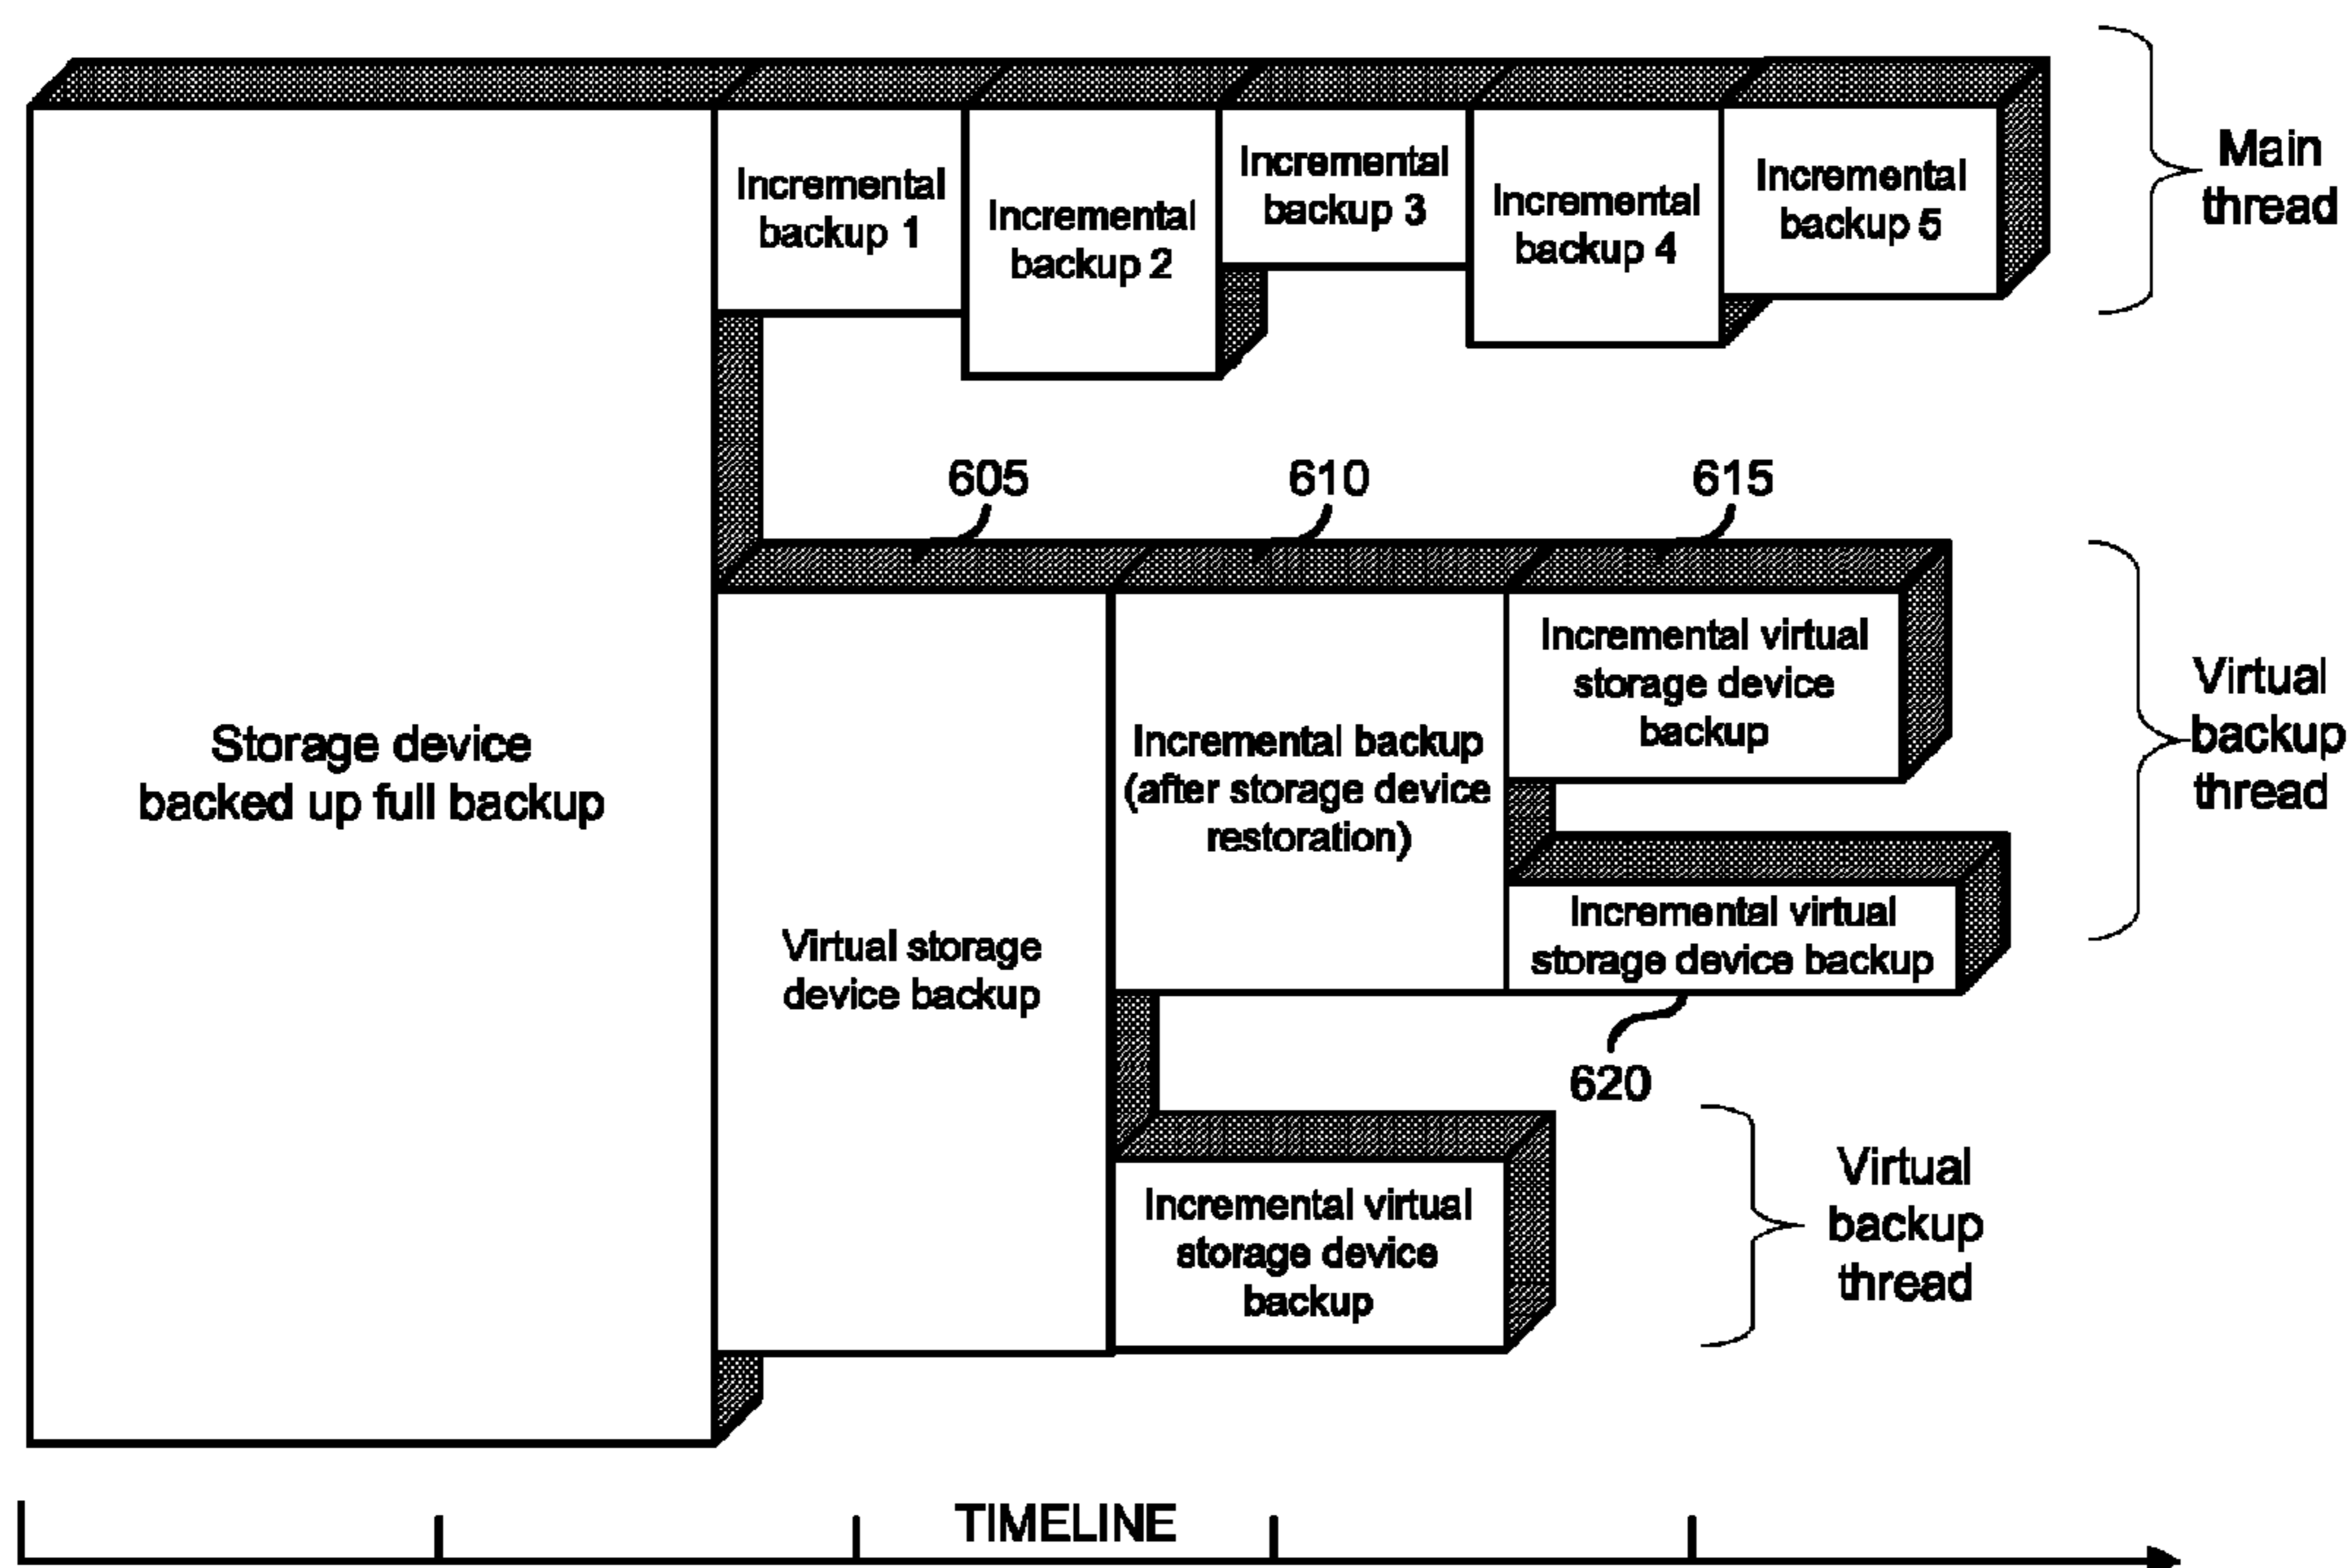 Incremental
backup 1
Incremental
backup 2
Incremental
backup 3
Incremental
backup 4
Incremental
backup 5
Main
thread
605
610
615
Storage device
backed up full backup
Virtual storage
device backup
Incremental backup
(after storage device
restoration)
Incremental virtual
storage device
backup
Incremental virtual
storage device backup
Virtual
backup
thread
620
Incremental virtual
storage device
backup
Virtual
backup
thread
TIMELINE